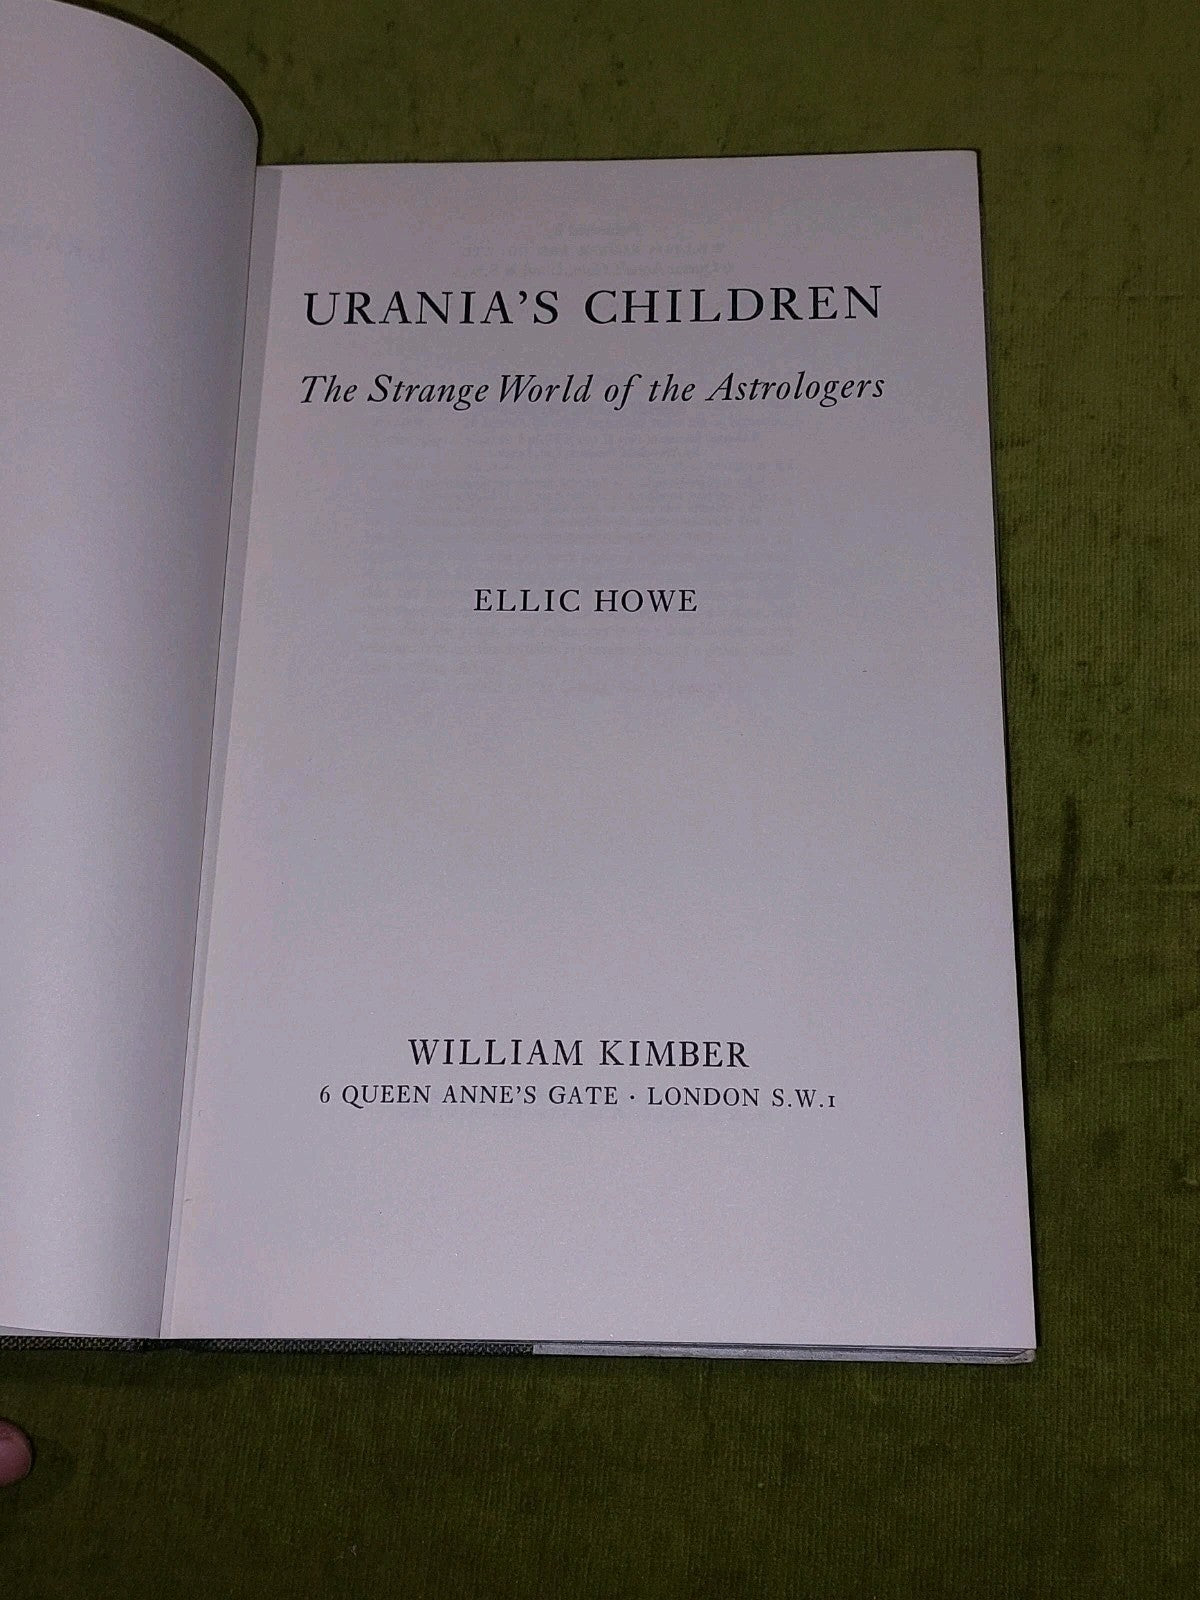 URANIA'S CHILDREN
The Strange World of the Astrologers
ELLIC HOWE
WILLIAM KIMBER
6 QUEEN ANNE'S GATE · LONDON S.W.1